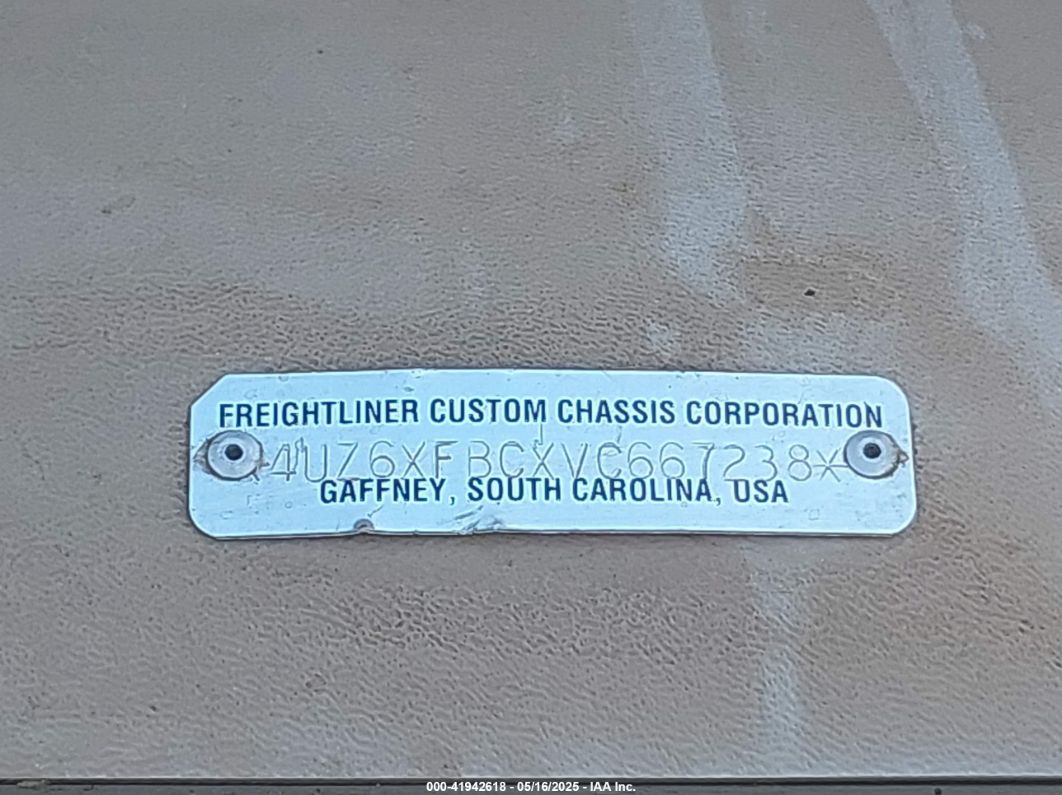 FREIGHTLINER CUSTOM CHASSIS CORPORATION
*4UZ6XFBCXVC667238*
GAFFNEY, SOUTH CAROLINA, USA
000-41942618 - 05/16/2025 - IAA Inc.